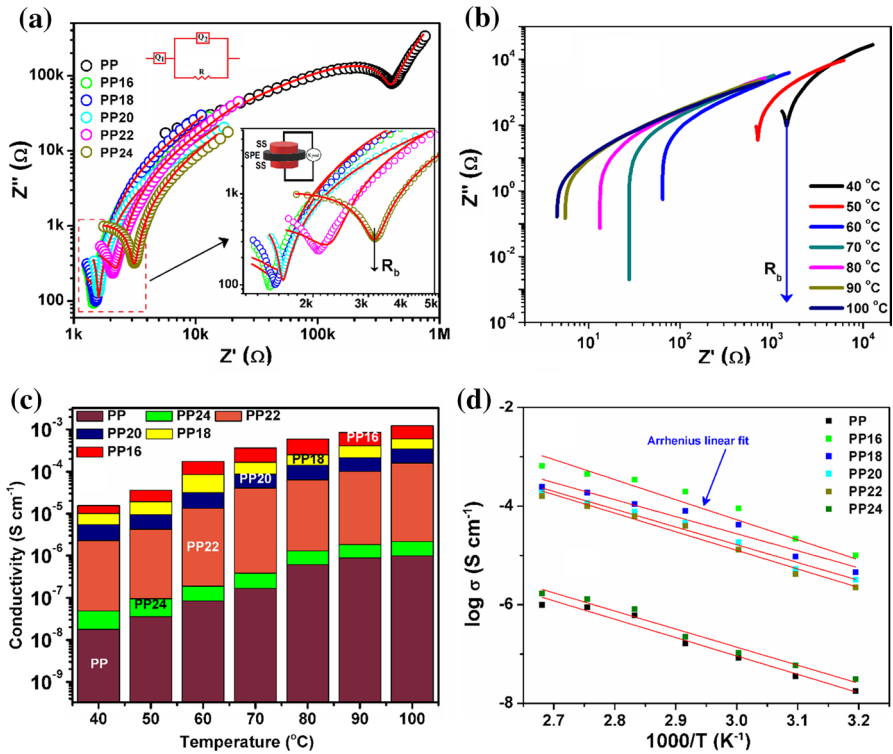 (a)
Q2
Q1
R
PP
PP16
PP18
PP20
PP22
PP24
100k
10k
1k
100
Z'' (Ω)
1k
10k
100k
1M
Z' (Ω)
SS
SPE
SS
1k
100
2k
3k
4k
5k
R_b
(b)
10^6
10^4
10^2
10^0
10^-2
10^-4
Z'' (Ω)
10^1
10^2
10^3
10^4
Z' (Ω)
R_b
40 °C
50 °C
60 °C
70 °C
80 °C
90 °C
100 °C
(c)
PP
PP24
PP22
PP20
PP18
PP16
10^-3
10^-4
10^-5
10^-6
10^-7
10^-8
10^-9
Conductivity (S cm^-1)
PP
PP24
PP22
PP20
PP18
PP16
40
50
60
70
80
90
100
Temperature (°C)
(d)
-2
-4
-6
-8
log σ (S cm^-1)
Arrhenius linear fit
PP
PP16
PP18
PP20
PP22
PP24
2.7
2.8
2.9
3.0
3.1
3.2
1000/T (K^-1)